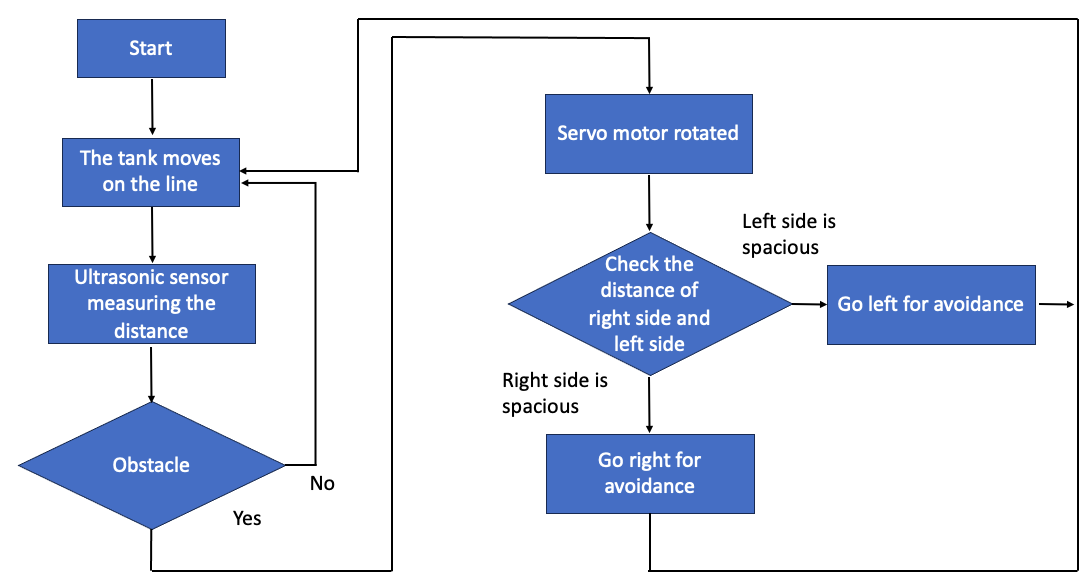 Start
The tank moves
on the line
Ultrasonic sensor
measuring the
distance
Obstacle
No
Yes
Servo motor rotated
Left side is
spacious
Check the
distance of
right side and
left side
Go left for avoidance
Right side is
spacious
Go right for
avoidance